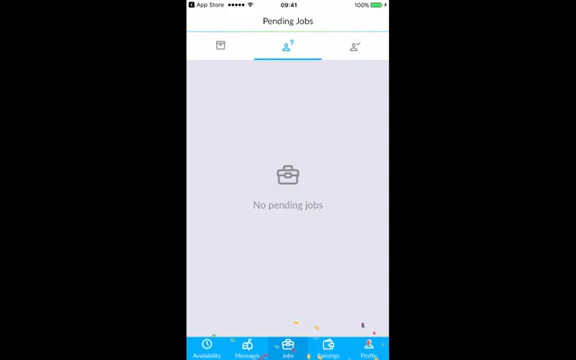 App Store 09:41 100%
Pending Jobs
?
No pending jobs
Availability Messages Jobs Earnings Profile